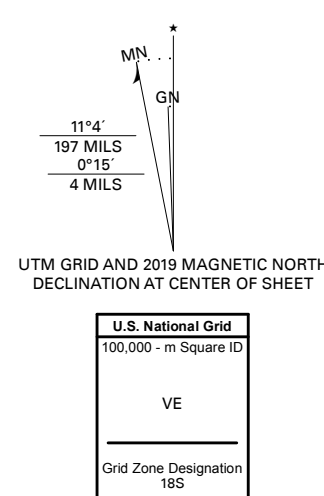 ★
MN
GN
11°4´
197 MILS
0°15´
4 MILS
UTM GRID AND 2019 MAGNETIC NORTH
DECLINATION AT CENTER OF SHEET
U.S. National Grid
100,000 - m Square ID
VE
Grid Zone Designation
18S